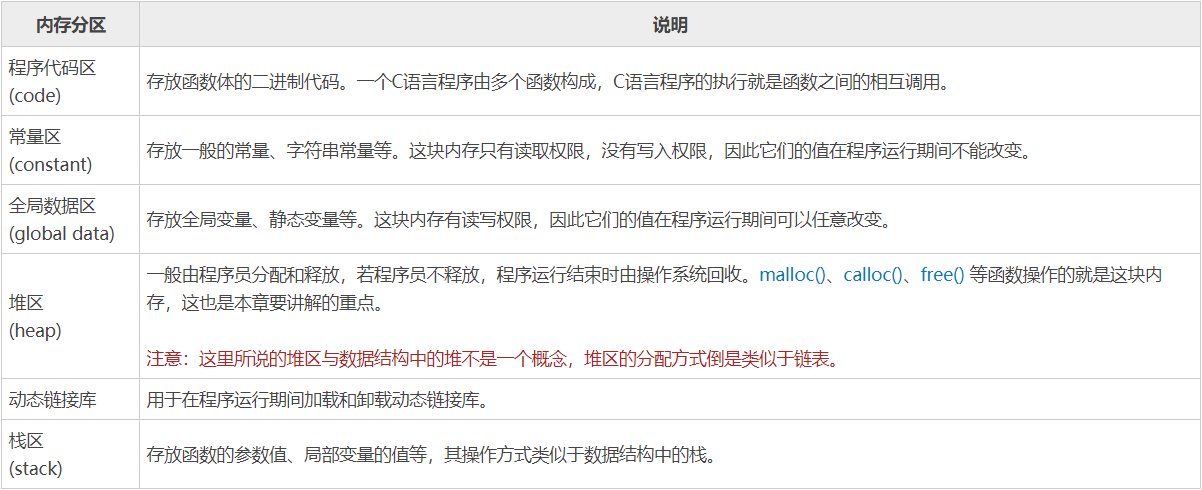 内存分区
说明
程序代码区
(code)
存放函数体的二进制代码。一个C语言程序由多个函数构成，C语言程序的执行就是函数之间的相互调用。
常量区
(constant)
存放一般的常量、字符串常量等。这块内存只有读取权限，没有写入权限，因此它们的值在程序运行期间不能改变。
全局数据区
(global data)
存放全局变量、静态变量等。这块内存有读写权限，因此它们的值在程序运行期间可以任意改变。
堆区
(heap)
一般由程序员分配和释放，若程序员不释放，程序运行结束时由操作系统回收。malloc()、calloc()、free() 等函数操作的就是这块内
存，这也是本章要讲解的重点。
注意：这里所说的堆区与数据结构中的堆不是一个概念，堆区的分配方式倒是类似于链表。
动态链接库
用于在程序运行期间加载和卸载动态链接库。
栈区
(stack)
存放函数的参数值、局部变量的值等，其操作方式类似于数据结构中的栈。